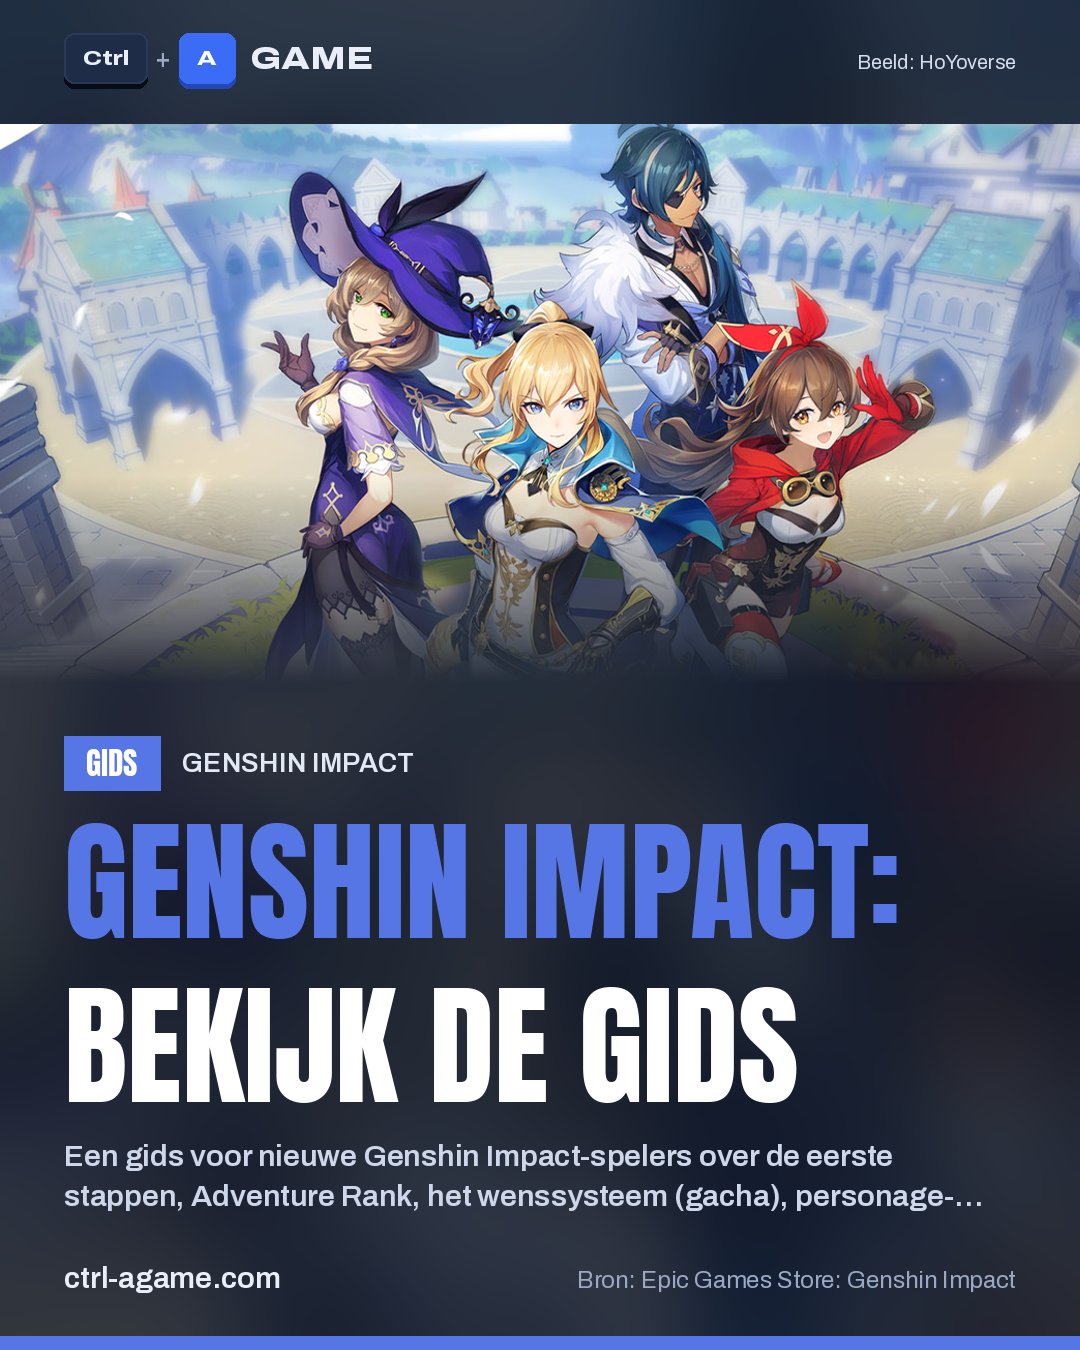 Ctrl + A GAME
Beeld: HoYoverse
GIDS GENSHIN IMPACT
GENSHIN IMPACT:
BEKIJK DE GIDS
Een gids voor nieuwe Genshin Impact-spelers over de eerste
stappen, Adventure Rank, het wenssysteem (gacha), personage-...
ctrl-agame.com
Bron: Epic Games Store: Genshin Impact